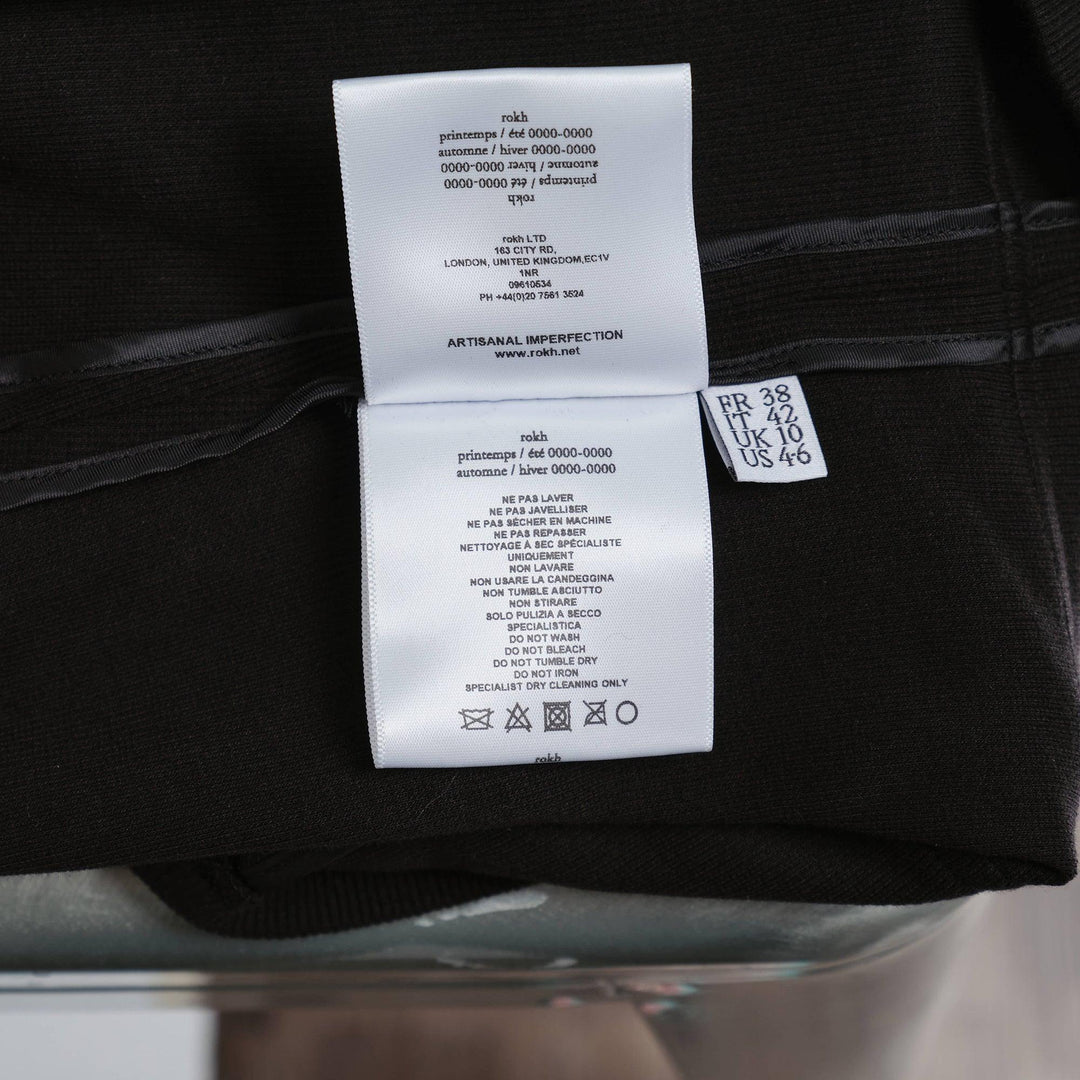 rokh
printemps / été 0000-0000
automne / hiver 0000-0000
automne / hiver 0000-0000
printemps / été 0000-0000
rokh
rokh LTD
163 CITY RD,
LONDON, UNITED KINGDOM,EC1V
1NR
09610534
PH +44(0)20 7561 3524
ARTISANAL IMPERFECTION
www.rokh.net
FR 38
IT 42
UK 10
US 4-6
rokh
printemps / été 0000-0000
automne / hiver 0000-0000
NE PAS LAVER
NE PAS JAVELLISER
NE PAS SÈCHER EN MACHINE
NE PAS REPASSER
NETTOYAGE À SEC SPÉCIALISTE
UNIQUEMENT
NON LAVARE
NON USARE LA CANDEGGINA
NON TUMBLE ASCIUTTO
NON STIRARE
SOLO PULIZIA A SECCO
SPECIALISTICA
DO NOT WASH
DO NOT BLEACH
DO NOT TUMBLE DRY
DO NOT IRON
SPECIALIST DRY CLEANING ONLY
rokh